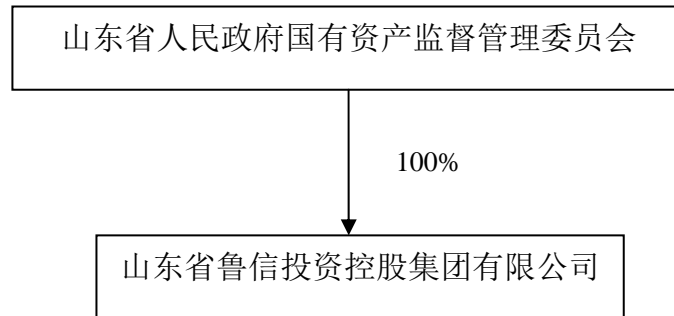 山东省人民政府国有资产监督管理委员会
100%
山东省鲁信投资控股集团有限公司